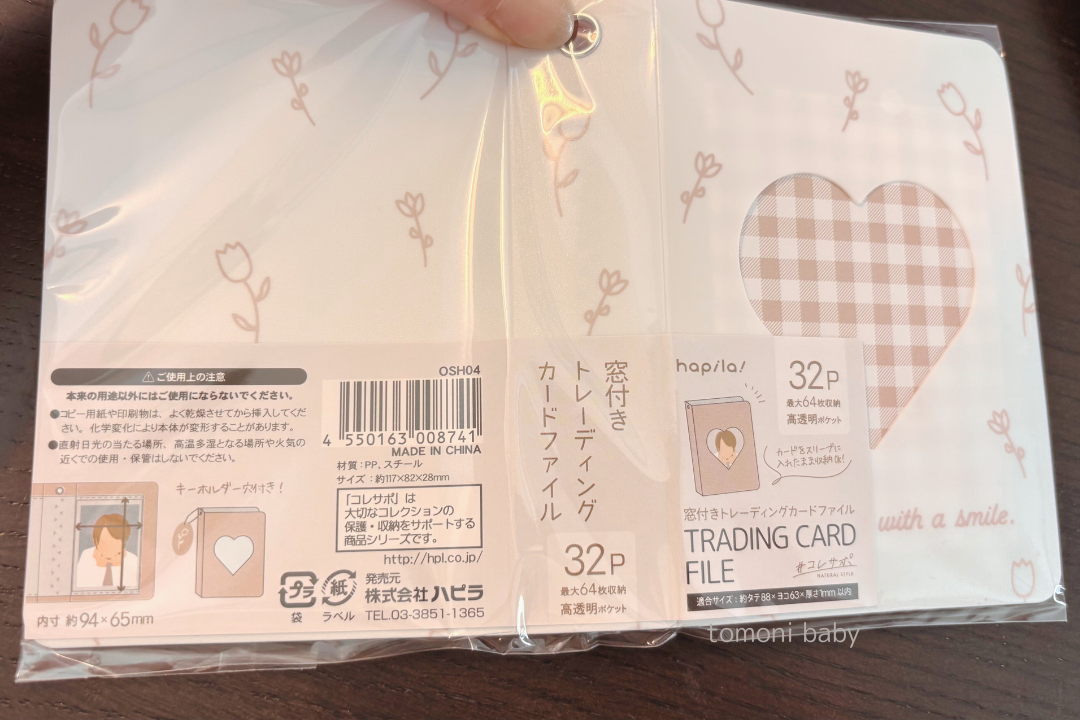 ⚠ご使用上の注意
本来の用途以外にはご使用にならないでください。
●コピー用紙や印刷物は、よく乾燥させてから挿入してくだ
さい。化学変化により本体が変形することがあります。
●直射日光の当たる場所、高温多湿となる場所や火気の
近くでの使用・保管はしないでください。
キーホルダー穴付き!
内寸 約94×65mm
OSH04
4 550163 008741
MADE IN CHINA
材質:PP、スチール
サイズ:約117×82×28mm
「コレサポ」は
大切なコレクションの
保護・収納をサポートする
商品シリーズです。
http://hpl.co.jp/
プラ
袋
紙
ラベル
発売元
株式会社ハピラ
TEL.03-3851-1365
窓付き
トレーディング
カードファイル
32P
最大64枚収納
高透明ポケット
hapila!
32P
最大64枚収納
高透明ポケット
カードをスリーブに
入れたまま収納OK!
窓付きトレーディングカードファイル
TRADING CARD
FILE
#コレサポ
NATURAL STYLE
適合サイズ:約タテ88×ヨコ63×厚さ1mm 以内
with a smile.
tomoni baby